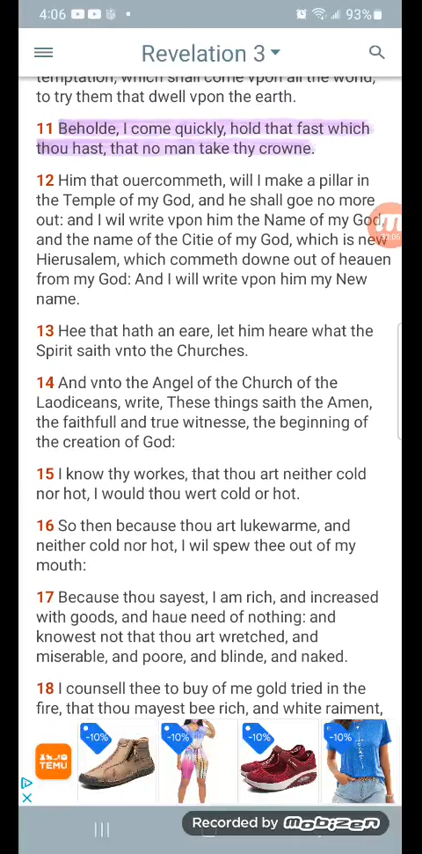 4:06 93%
Revelation 3
temptation, which shall come vpon all the world,
to try them that dwell vpon the earth.
11 Beholde, I come quickly, hold that fast which
thou hast, that no man take thy crowne.
12 Him that ouercommeth, will I make a pillar in
the Temple of my God, and he shall goe no more
out: and I wil write vpon him the Name of my God,
and the name of the Citie of my God, which is new
Hierusalem, which commeth downe out of heauen
from my God: And I will write vpon him my New
name.
13 Hee that hath an eare, let him heare what the
Spirit saith vnto the Churches.
14 And vnto the Angel of the Church of the
Laodiceans, write, These things saith the Amen,
the faithfull and true witnesse, the beginning of
the creation of God:
15 I know thy workes, that thou art neither cold
nor hot, I would thou wert cold or hot.
16 So then because thou art lukewarme, and
neither cold nor hot, I wil spew thee out of my
mouth:
17 Because thou sayest, I am rich, and increased
with goods, and haue need of nothing: and
knowest not that thou art wretched, and
miserable, and poore, and blinde, and naked.
18 I counsell thee to buy of me gold tried in the
fire, that thou mayest bee rich, and white raiment,
-10% -10% -10% -10%
TEMU
Recorded by mobizen